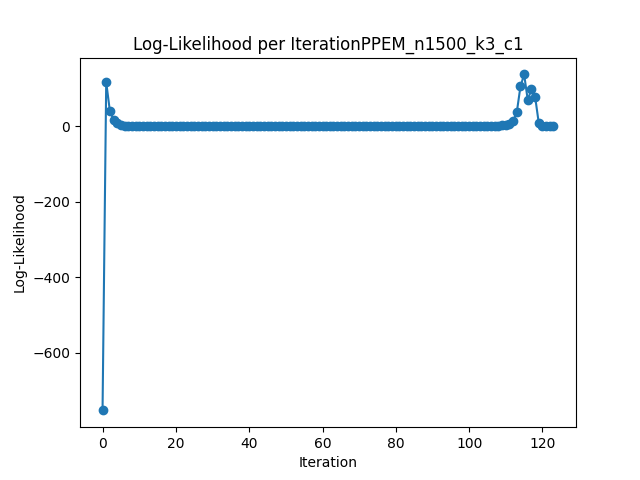 Log-Likelihood per IterationPPEM_n1500_k3_c1
Log-Likelihood
0
−200
−400
−600
0 20 40 60 80 100 120
Iteration